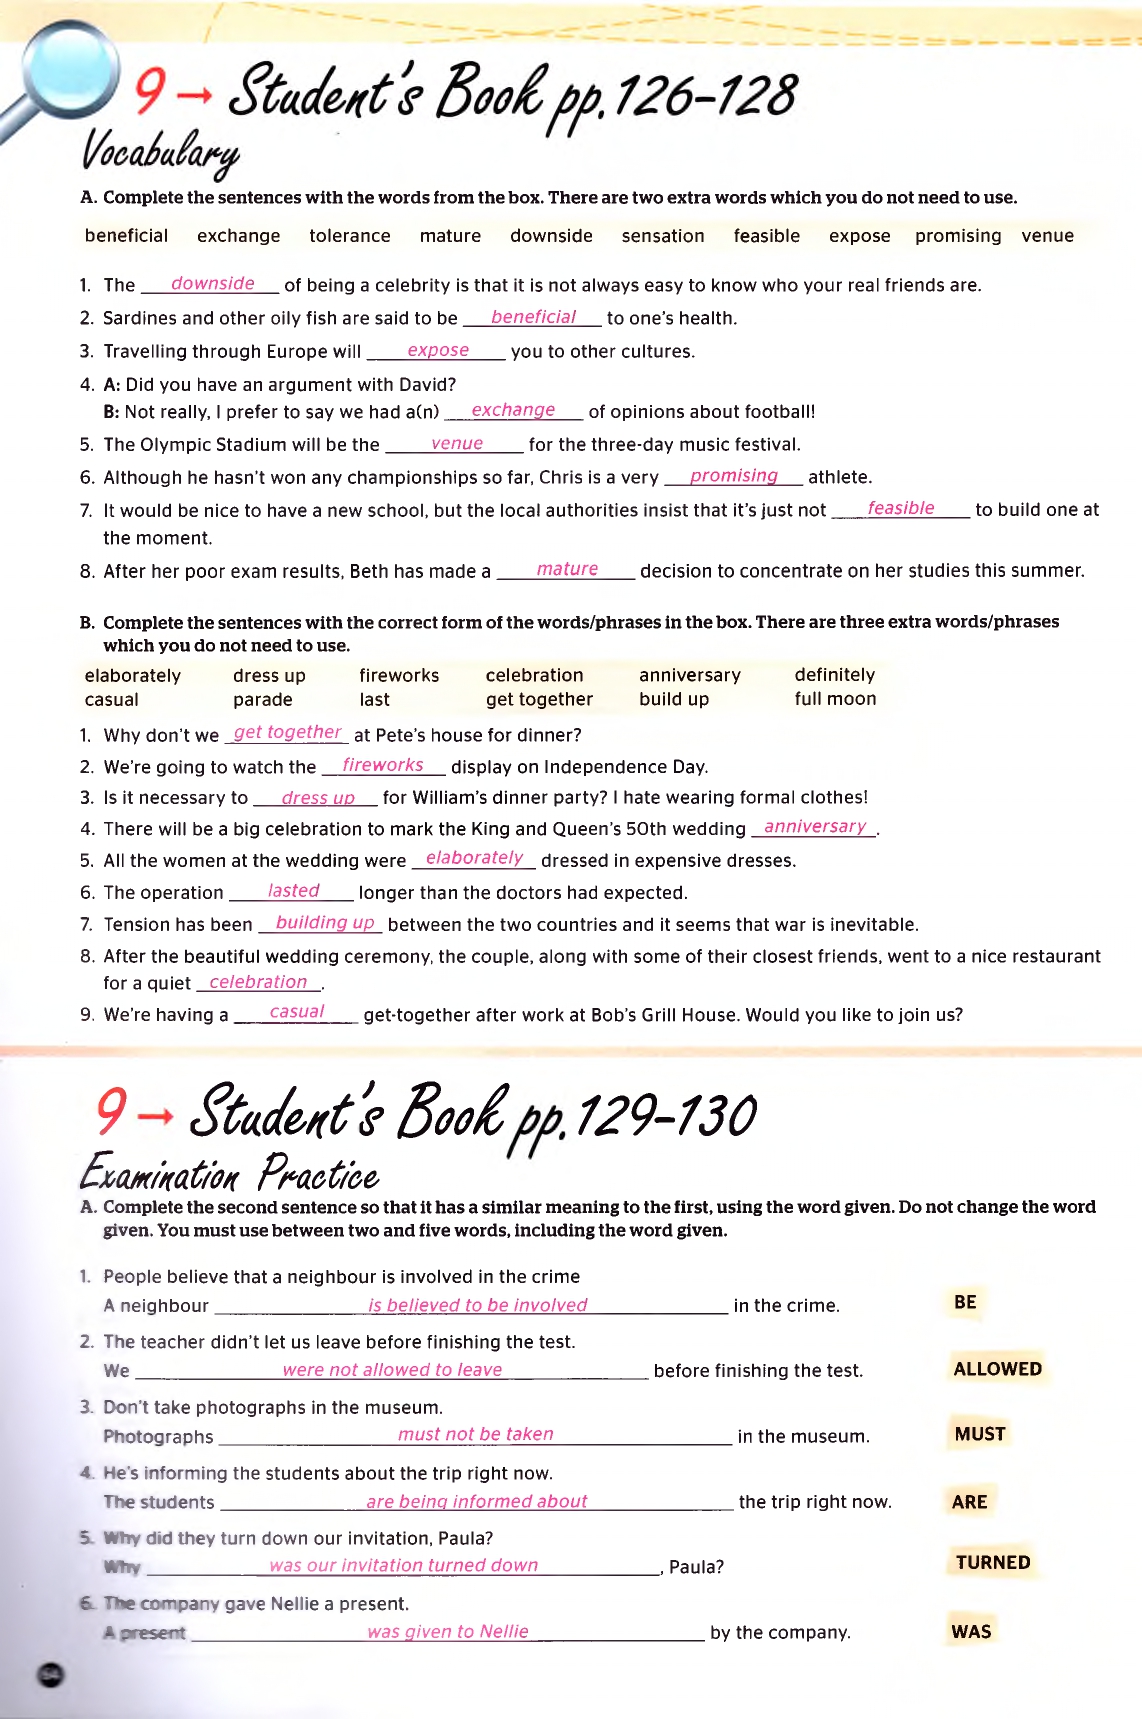 9 → Student's Book pp. 126-128
Vocabulary
A. Complete the sentences with the words from the box. There are two extra words which you do not need to use.
beneficial exchange tolerance mature downside sensation feasible expose promising venue
1. The downside of being a celebrity is that it is not always easy to know who your real friends are.
2. Sardines and other oily fish are said to be beneficial to one's health.
3. Travelling through Europe will expose you to other cultures.
4. A: Did you have an argument with David?
B: Not really, I prefer to say we had a(n) exchange of opinions about football!
5. The Olympic Stadium will be the venue for the three-day music festival.
6. Although he hasn't won any championships so far, Chris is a very promising athlete.
7. It would be nice to have a new school, but the local authorities insist that it's just not feasible to build one at
the moment.
8. After her poor exam results, Beth has made a mature decision to concentrate on her studies this summer.
B. Complete the sentences with the correct form of the words/phrases in the box. There are three extra words/phrases
which you do not need to use.
elaborately dress up fireworks celebration anniversary definitely
casual parade last get together build up full moon
1. Why don't we get together at Pete's house for dinner?
2. We're going to watch the fireworks display on Independence Day.
3. Is it necessary to dress up for William's dinner party? I hate wearing formal clothes!
4. There will be a big celebration to mark the King and Queen's 50th wedding anniversary.
5. All the women at the wedding were elaborately dressed in expensive dresses.
6. The operation lasted longer than the doctors had expected.
7. Tension has been building up between the two countries and it seems that war is inevitable.
8. After the beautiful wedding ceremony, the couple, along with some of their closest friends, went to a nice restaurant
for a quiet celebration.
9. We're having a casual get-together after work at Bob's Grill House. Would you like to join us?
9 → Student's Book pp. 129-130
Examination Practice
A. Complete the second sentence so that it has a similar meaning to the first, using the word given. Do not change the word
given. You must use between two and five words, including the word given.
1. People believe that a neighbour is involved in the crime
A neighbour is believed to be involved in the crime. BE
2. The teacher didn't let us leave before finishing the test.
We were not allowed to leave before finishing the test. ALLOWED
3. Don't take photographs in the museum.
Photographs must not be taken in the museum. MUST
4. He's informing the students about the trip right now.
The students are being informed about the trip right now. ARE
5. Why did they turn down our invitation, Paula?
Why was our invitation turned down, Paula? TURNED
6. The company gave Nellie a present.
A present was given to Nellie by the company. WAS